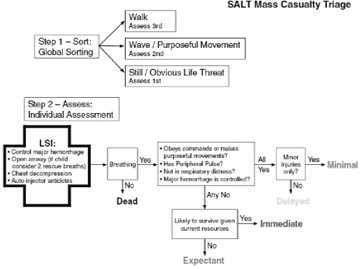 SALT Mass Casualty Triage
Step 1 – Sort:
Global Sorting
Walk
Assess 3rd
Wave / Purposeful Movement
Assess 2nd
Still / Obvious Life Threat
Assess 1st
Step 2 – Assess:
Individual Assessment
LSI:
• Control major hemorrhage
• Open airway (if child
consider 2 rescue breaths)
• Chest decompression
• Auto injector antidotes
Breathing
Yes
No
Dead
• Obeys commands or makes
purposeful movements?
• Has Peripheral Pulse?
• Not in respiratory distress?
• Major hemorrhage is controlled?
All
Yes
Minor
Injuries
only?
Yes
Minimal
No
Delayed
Any No
Likely to survive given
current resources
Yes
Immediate
No
Expectant